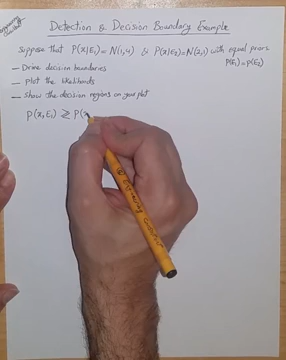 Detection & Decision Boundary Example
Suppose that P(x|E₁)=N(1,4) & P(x|E₂)=N(2,1) with equal priors
P(E₁)=P(E₂)
— Drive decision boundaries
— Plot the likelihoods
— Show the decision regions on your plot
P(x,E₁) ≷ P(x